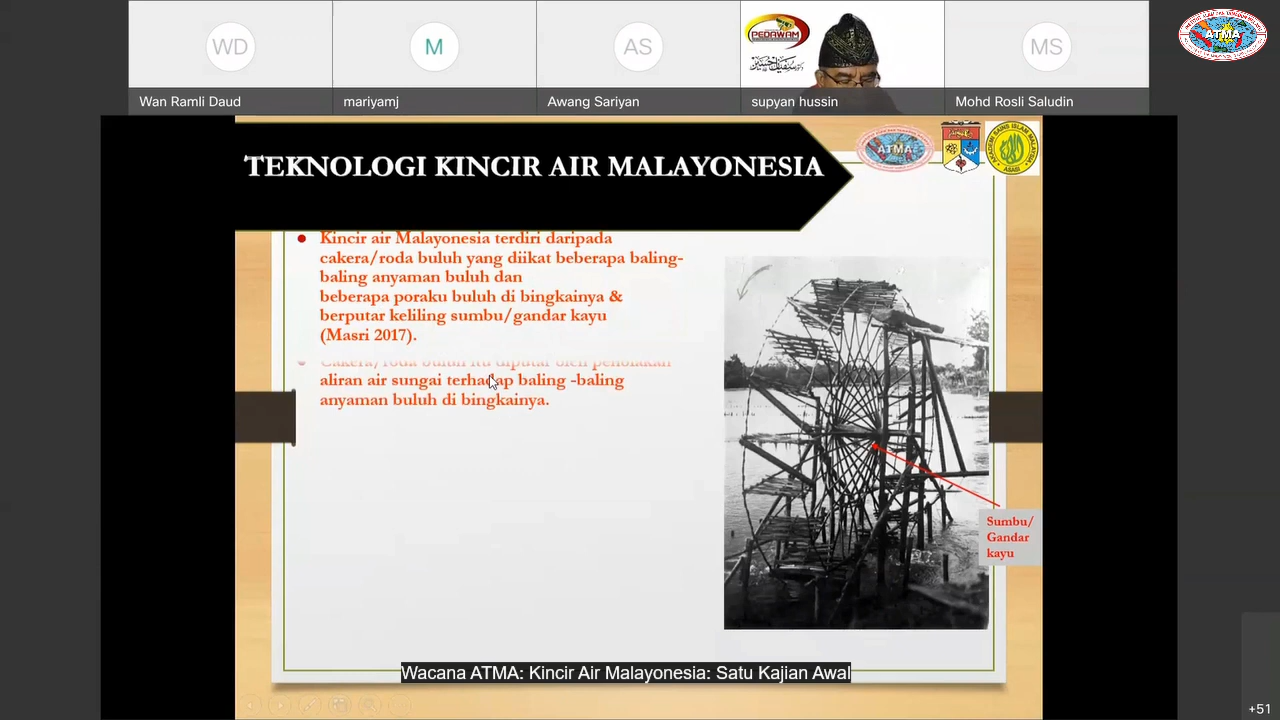 WD
M
AS
PEDAWAM
MS
ATMA
Wan Ramli Daud
mariyamj
Awang Sariyan
supyan hussin
Mohd Rosli Saludin
TEKNOLOGI KINCIR AIR MALAYONESIA
ATMA
Kincir air Malayonesia terdiri daripada
cakera/roda buluh yang diikat beberapa baling-
baling anyaman buluh dan
beberapa poraku buluh di bingkainya &
berputar keliling sumbu/gandar kayu
(Masri 2017).
Cakera/roda buluh itu diputar oleh penolakan
aliran air sungai terhadap baling -baling
anyaman buluh di bingkainya.
Sumbu/
Gandar
kayu
Wacana ATMA: Kincir Air Malayonesia: Satu Kajian Awal
+51